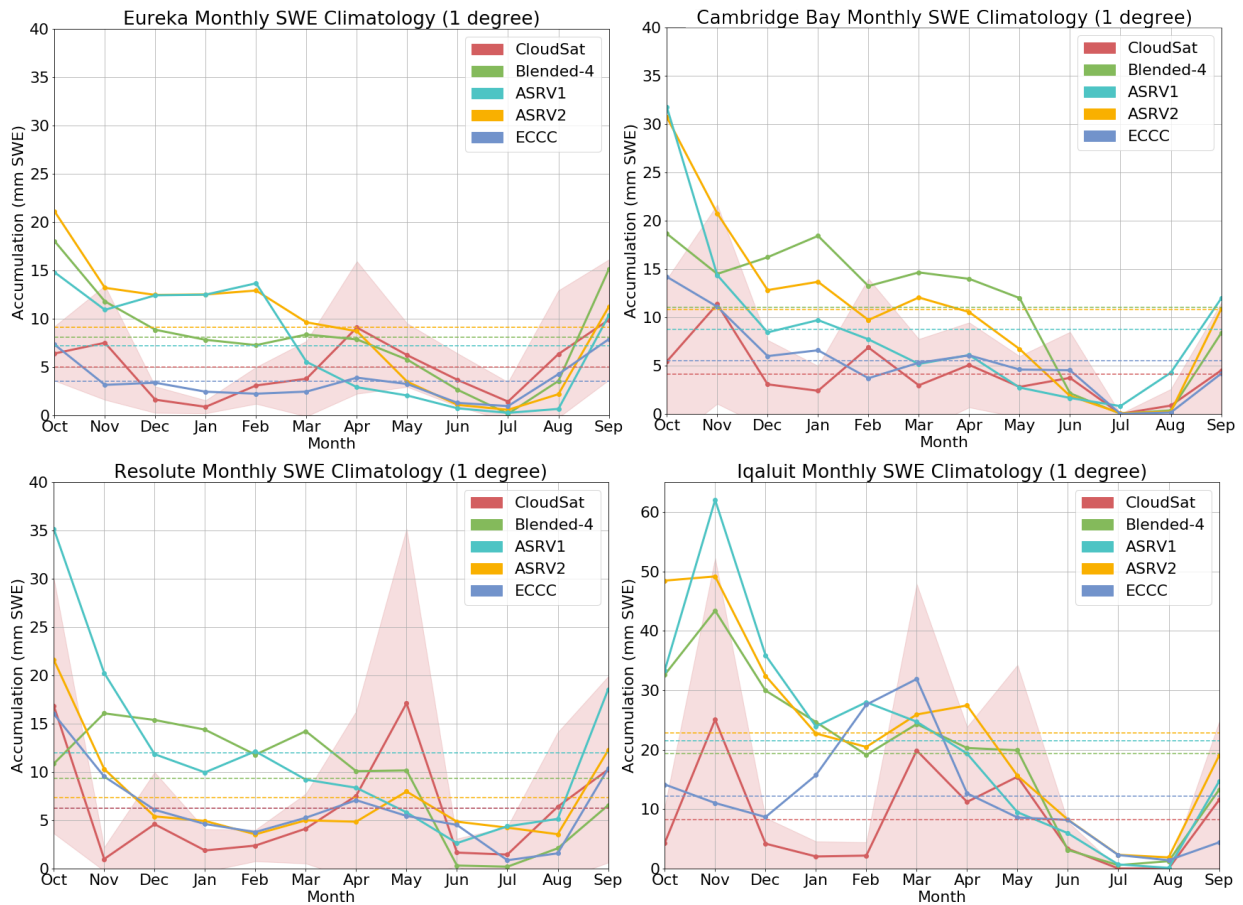 Eureka Monthly SWE Climatology (1 degree)
40
35
30
25
20
15
10
5
0
Accumulation (mm SWE)
CloudSat
Blended-4
ASRV1
ASRV2
ECCC
Oct Nov Dec Jan Feb Mar Apr May Jun Jul Aug Sep
Month
Cambridge Bay Monthly SWE Climatology (1 degree)
40
35
30
25
20
15
10
5
0
Accumulation (mm SWE)
CloudSat
Blended-4
ASRV1
ASRV2
ECCC
Oct Nov Dec Jan Feb Mar Apr May Jun Jul Aug Sep
Month
Resolute Monthly SWE Climatology (1 degree)
40
35
30
25
20
15
10
5
0
Accumulation (mm SWE)
CloudSat
Blended-4
ASRV1
ASRV2
ECCC
Oct Nov Dec Jan Feb Mar Apr May Jun Jul Aug Sep
Month
Iqaluit Monthly SWE Climatology (1 degree)
60
50
40
30
20
10
0
Accumulation (mm SWE)
CloudSat
Blended-4
ASRV1
ASRV2
ECCC
Oct Nov Dec Jan Feb Mar Apr May Jun Jul Aug Sep
Month